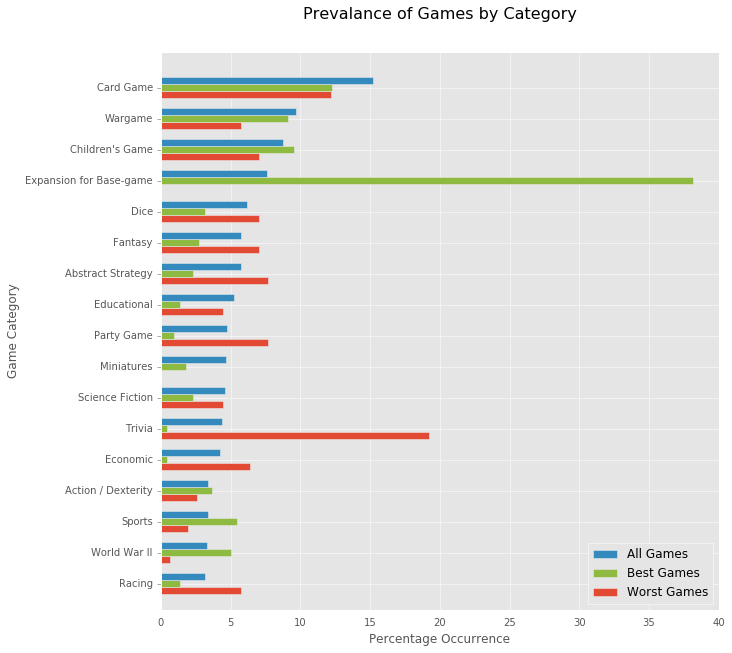 Prevalance of Games by Category
Card Game
Wargame
Children's Game
Expansion for Base-game
Dice
Fantasy
Abstract Strategy
Educational
Party Game
Miniatures
Science Fiction
Trivia
Economic
Action / Dexterity
Sports
World War II
Racing
Game Category
All Games
Best Games
Worst Games
0 5 10 15 20 25 30 35 40
Percentage Occurrence